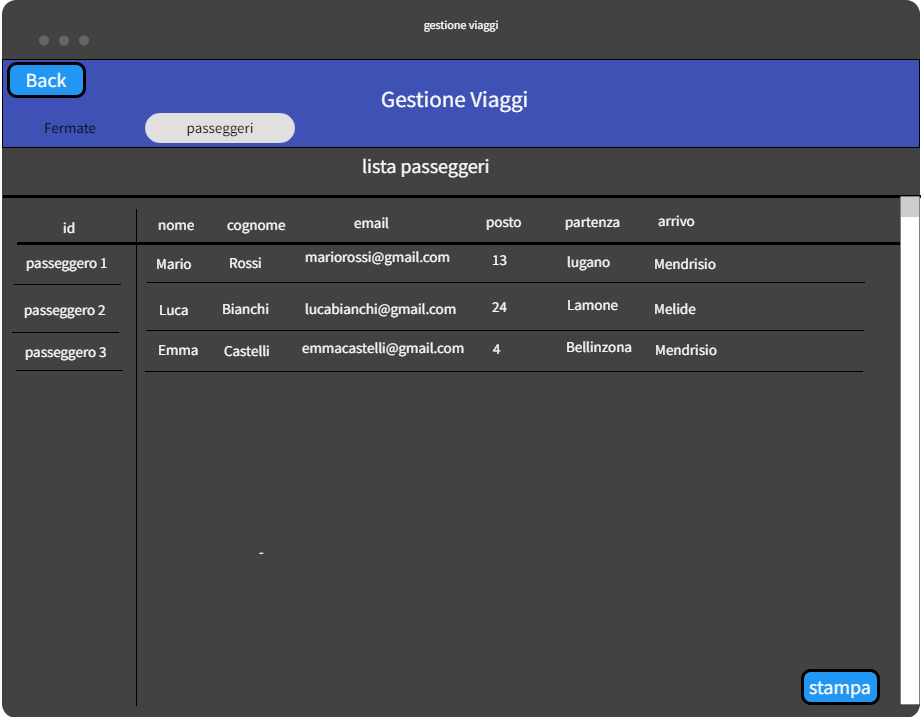 gestione viaggi
Back
Gestione Viaggi
Fermate passeggeri
lista passeggeri
id nome cognome email posto partenza arrivo
passeggero 1 Mario Rossi mariorossi@gmail.com 13 lugano Mendrisio
passeggero 2 Luca Bianchi lucabianchi@gmail.com 24 Lamone Melide
passeggero 3 Emma Castelli emmacastelli@gmail.com 4 Bellinzona Mendrisio
-
stampa